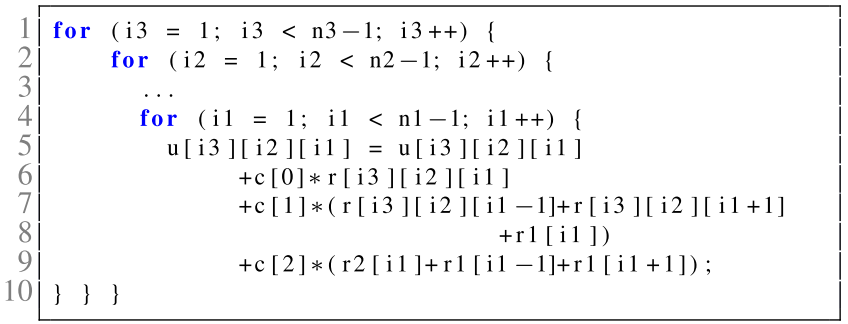 1 for (i3 = 1; i3 < n3-1; i3++) {
2     for (i2 = 1; i2 < n2-1; i2++) {
3       ...
4       for (i1 = 1; i1 < n1-1; i1++) {
5         u[i3][i2][i1] = u[i3][i2][i1]
6              +c[0]*r[i3][i2][i1]
7              +c[1]*(r[i3][i2][i1-1]+r[i3][i2][i1+1]
8                               +r1[i1])
9              +c[2]*(r2[i1]+r1[i1-1]+r1[i1+1]);
10 } } }